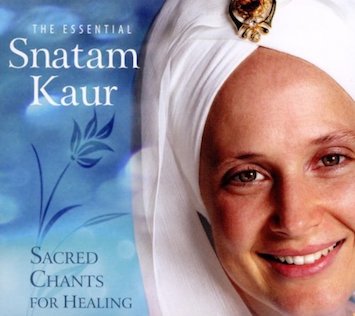 THE ESSENTIAL
Snatam
Kaur
SACRED
CHANTS
FOR HEALING